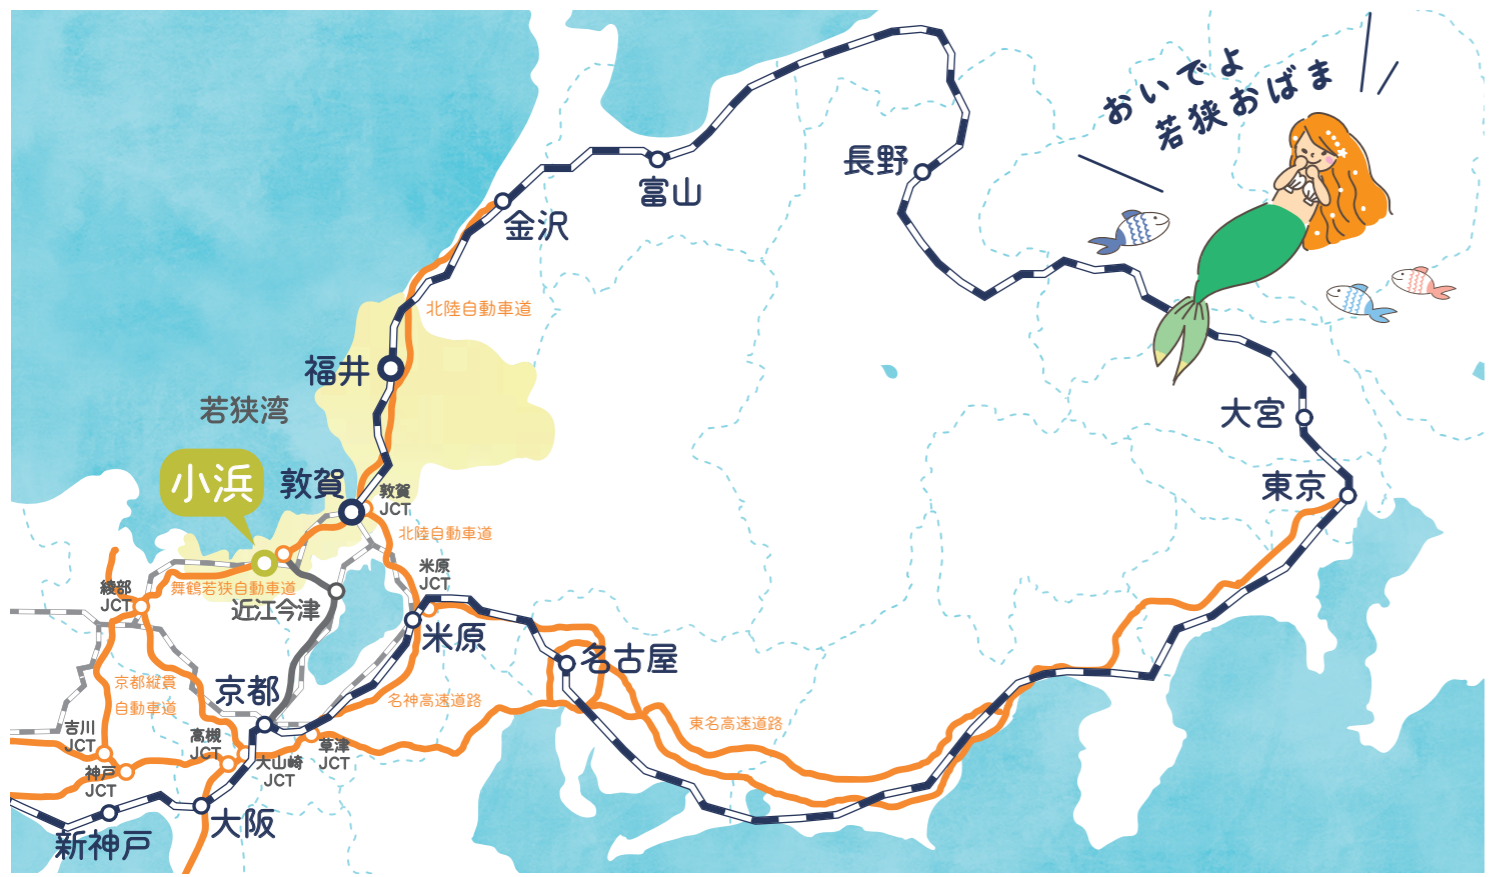 おいでよ
若狭おばま
長野
富山
金沢
北陸自動車道
福井
若狭湾
大宮
小浜
敦賀
敦賀
JCT
東京
北陸自動車道
米原
JCT
舞鶴若狭自動車道
綾部
JCT
近江今津
米原
名古屋
京都縦貫
自動車道
京都
名神高速道路
東名高速道路
吉川
JCT
高槻
JCT
草津
JCT
大山崎
JCT
神戸
JCT
大阪
新神戸